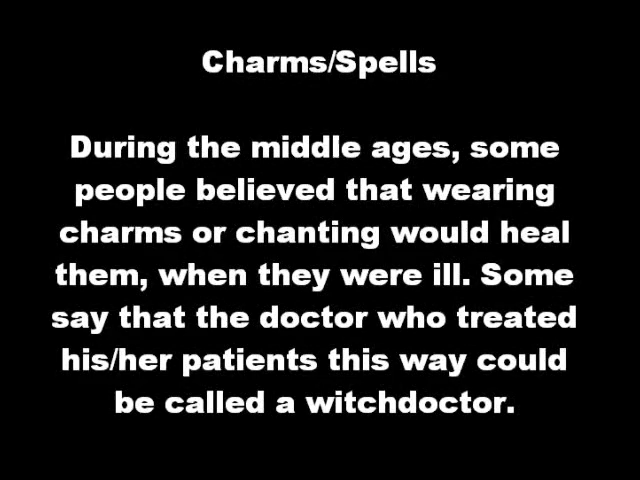 Charms/Spells
During the middle ages, some
people believed that wearing
charms or chanting would heal
them, when they were ill. Some
say that the doctor who treated
his/her patients this way could
be called a witchdoctor.